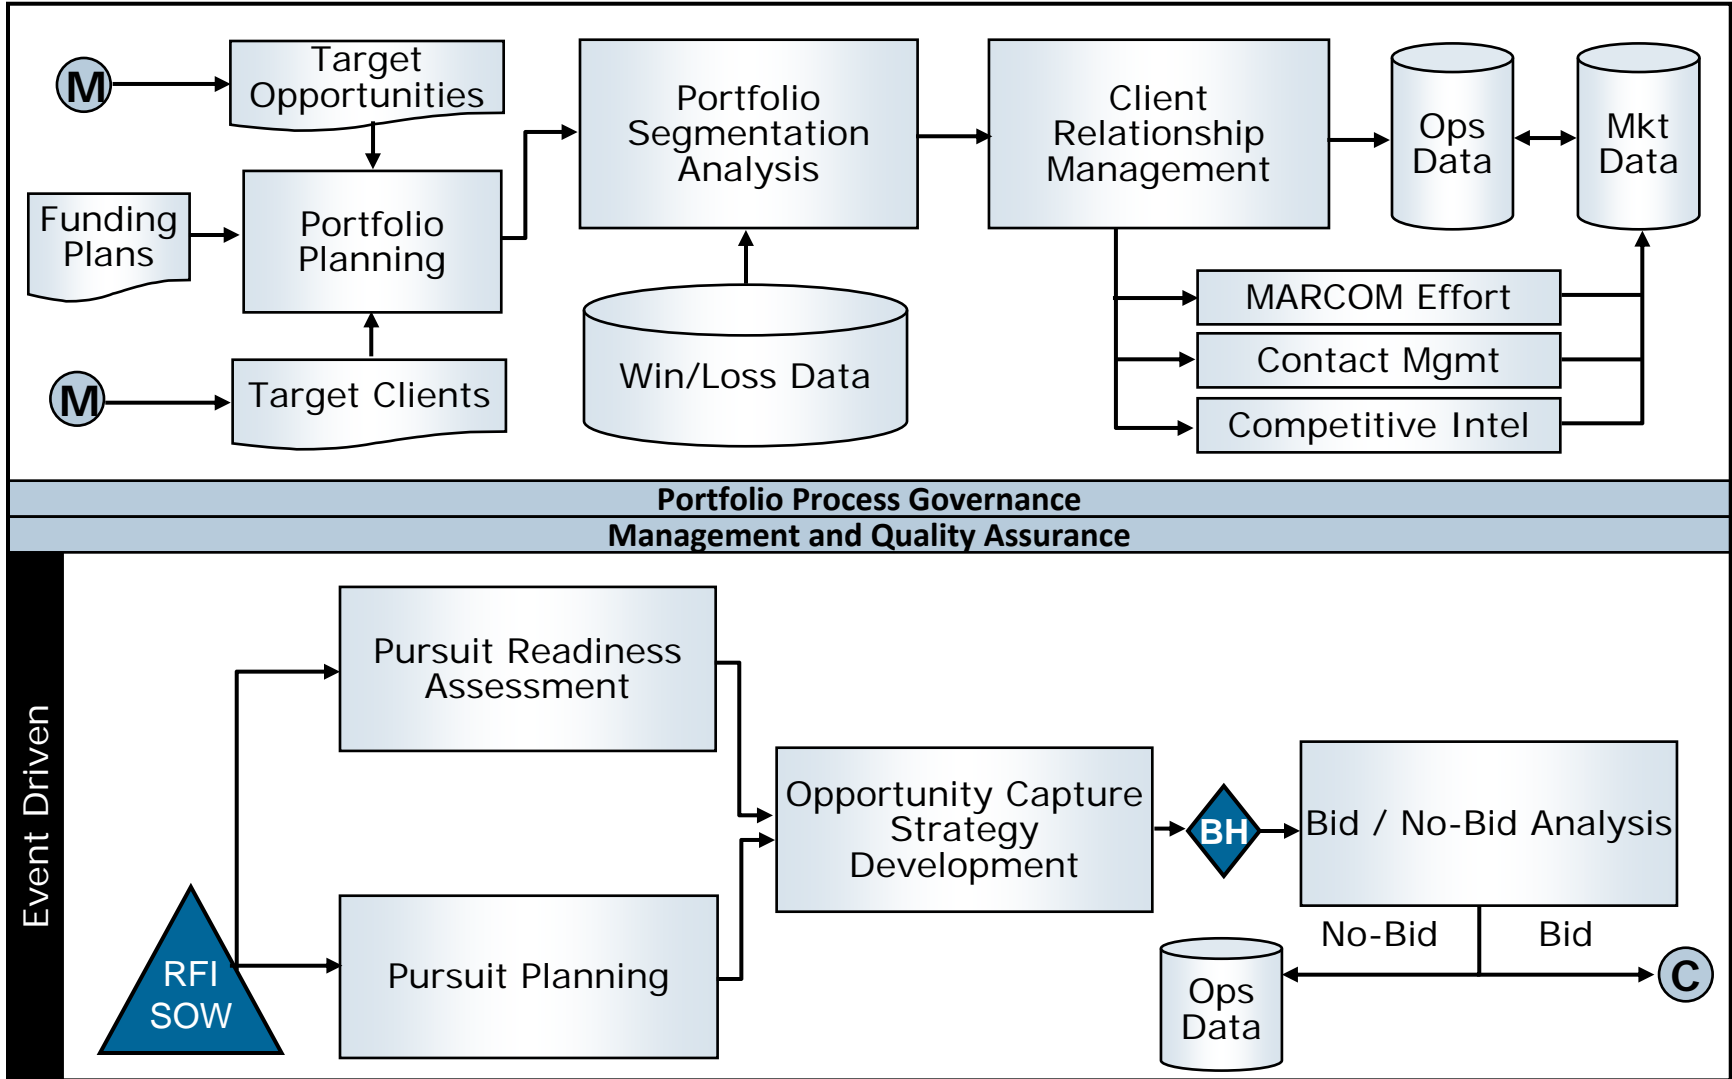 M
Target
Opportunities
Funding
Plans
Portfolio
Planning
M
Target Clients
Portfolio
Segmentation
Analysis
Win/Loss Data
Client
Relationship
Management
Ops
Data
Mkt
Data
MARCOM Effort
Contact Mgmt
Competitive Intel
Portfolio Process Governance
Management and Quality Assurance
Event Driven
RFI
SOW
Pursuit Readiness
Assessment
Pursuit Planning
Opportunity Capture
Strategy
Development
BH
Bid / No-Bid Analysis
No-Bid
Bid
Ops
Data
C